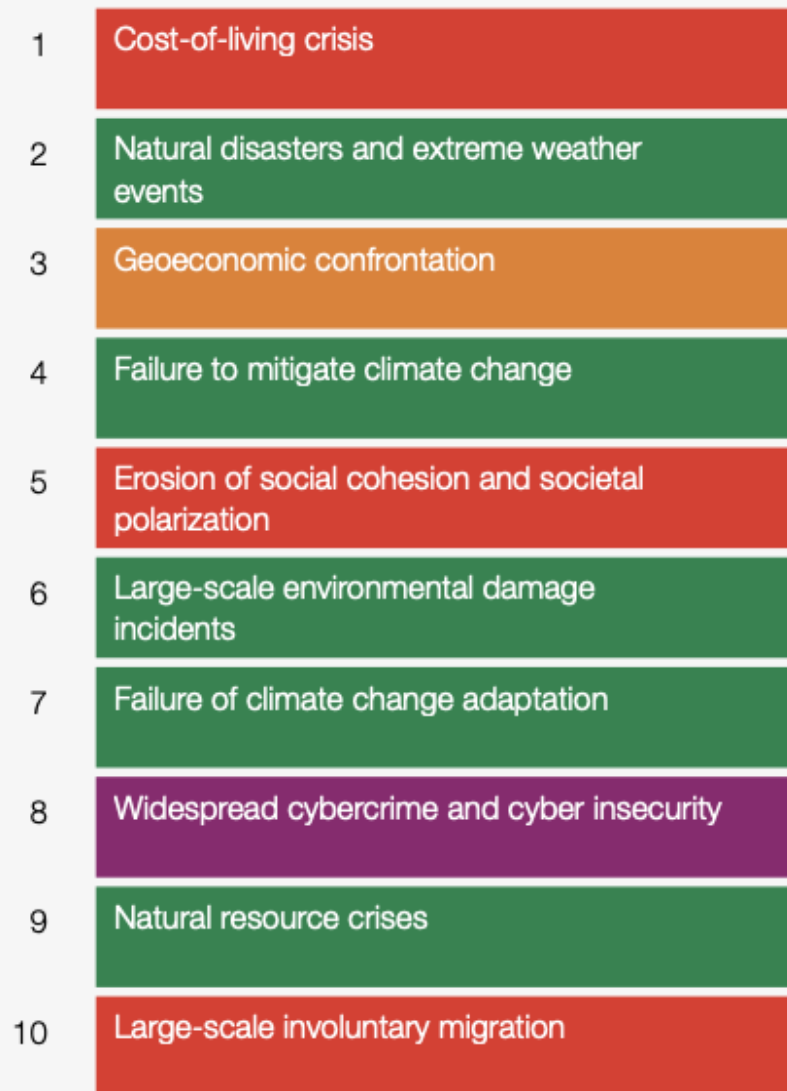 1 Cost-of-living crisis
2 Natural disasters and extreme weather
events
3 Geoeconomic confrontation
4 Failure to mitigate climate change
5 Erosion of social cohesion and societal
polarization
6 Large-scale environmental damage
incidents
7 Failure of climate change adaptation
8 Widespread cybercrime and cyber insecurity
9 Natural resource crises
10 Large-scale involuntary migration